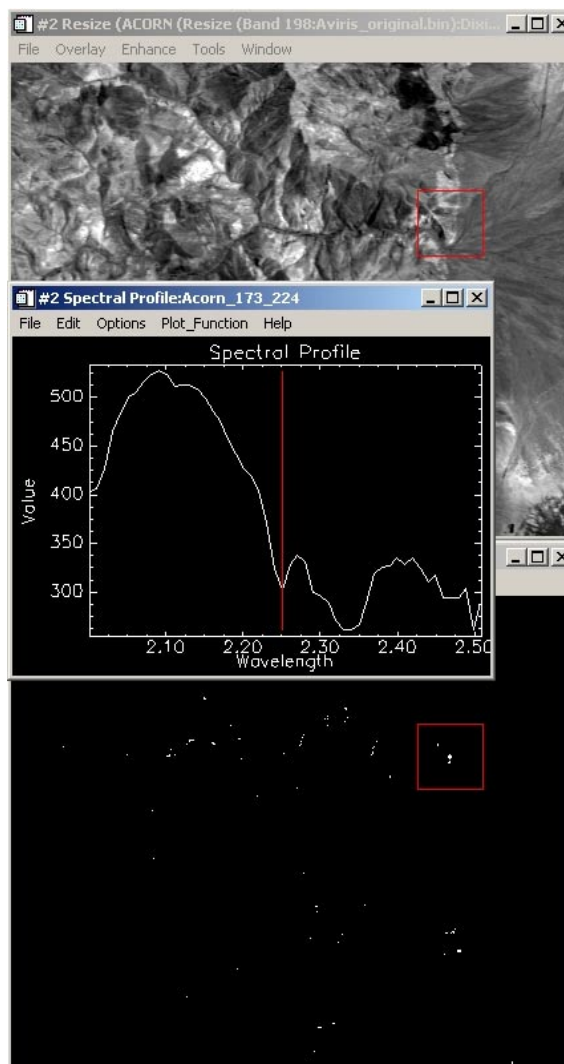 #2 Resize (ACORN (Resize (Band 198:Aviris_original.bin):Dixi...
File Overlay Enhance Tools Window
#2 Spectral Profile:Acorn_173_224
File Edit Options Plot_Function Help
Spectral Profile
500
450
400
350
300
Value
2.10 2.20 2.30 2.40 2.50
Wavelength